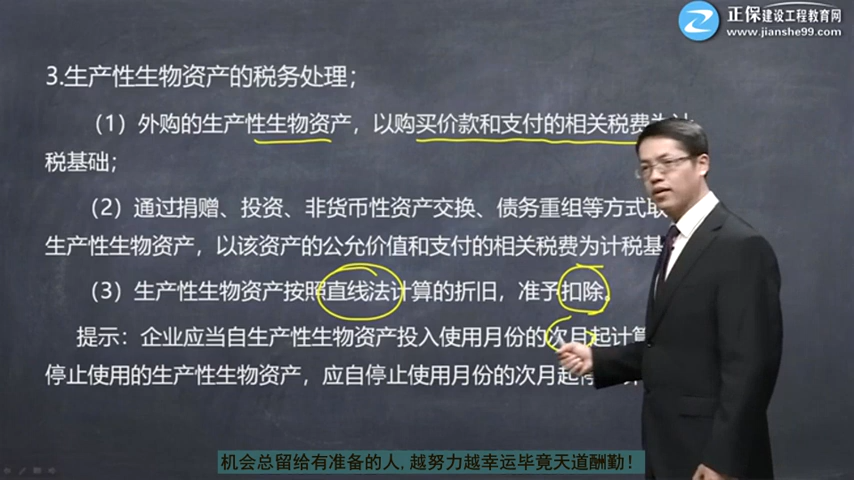 正保建设工程教育网
www.jianshe99.com
3.生产性生物资产的税务处理；
（1）外购的生产性生物资产，以购买价款和支付的相关税费为计
税基础；
（2）通过捐赠、投资、非货币性资产交换、债务重组等方式取
生产性生物资产，以该资产的公允价值和支付的相关税费为计税基
（3）生产性生物资产按照直线法计算的折旧，准予扣除。
提示：企业应当自生产性生物资产投入使用月份的次月起计算
停止使用的生产性生物资产，应自停止使用月份的次月起停
机会总留给有准备的人,越努力越幸运毕竟天道酬勤！